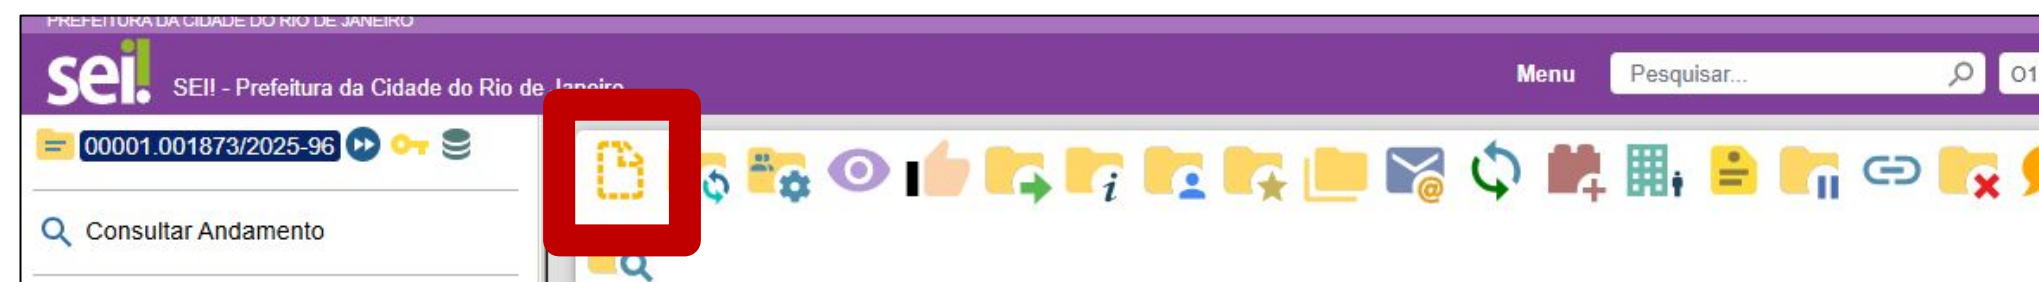 PREFEITURA DA CIDADE DO RIO DE JANEIRO
sei!
SEI! - Prefeitura da Cidade do Rio de Janeiro
Menu
Pesquisar...
01
00001.001873/2025-96
Consultar Andamento